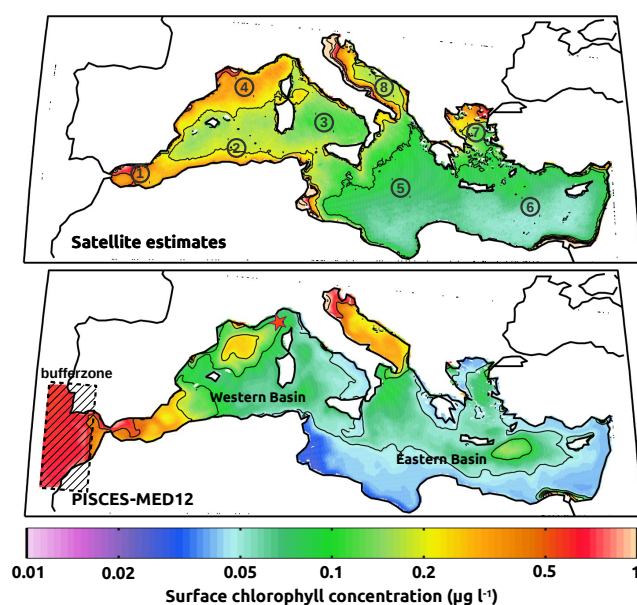 8
4
3
7
2
1
5
6
Satellite estimates
bufferzone
Western Basin
Eastern Basin
PISCES-MED12
0.01 0.02 0.05 0.1 0.2 0.5 1
Surface chlorophyll concentration (µg l⁻¹)